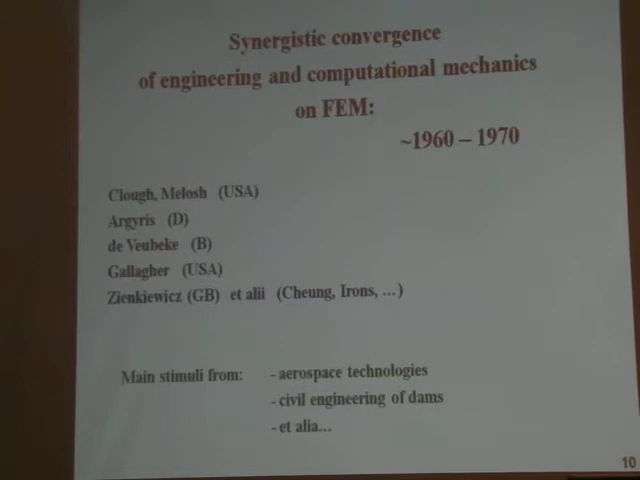 Synergistic convergence
of engineering and computational mechanics
on FEM:
~1960 – 1970
Clough, Melosh (USA)
Argyris (D)
de Veubeke (B)
Gallagher (USA)
Zienkiewicz (GB) et alii (Cheung, Irons, ...)
Main stimuli from: - aerospace technologies
- civil engineering of dams
- et alia...
10